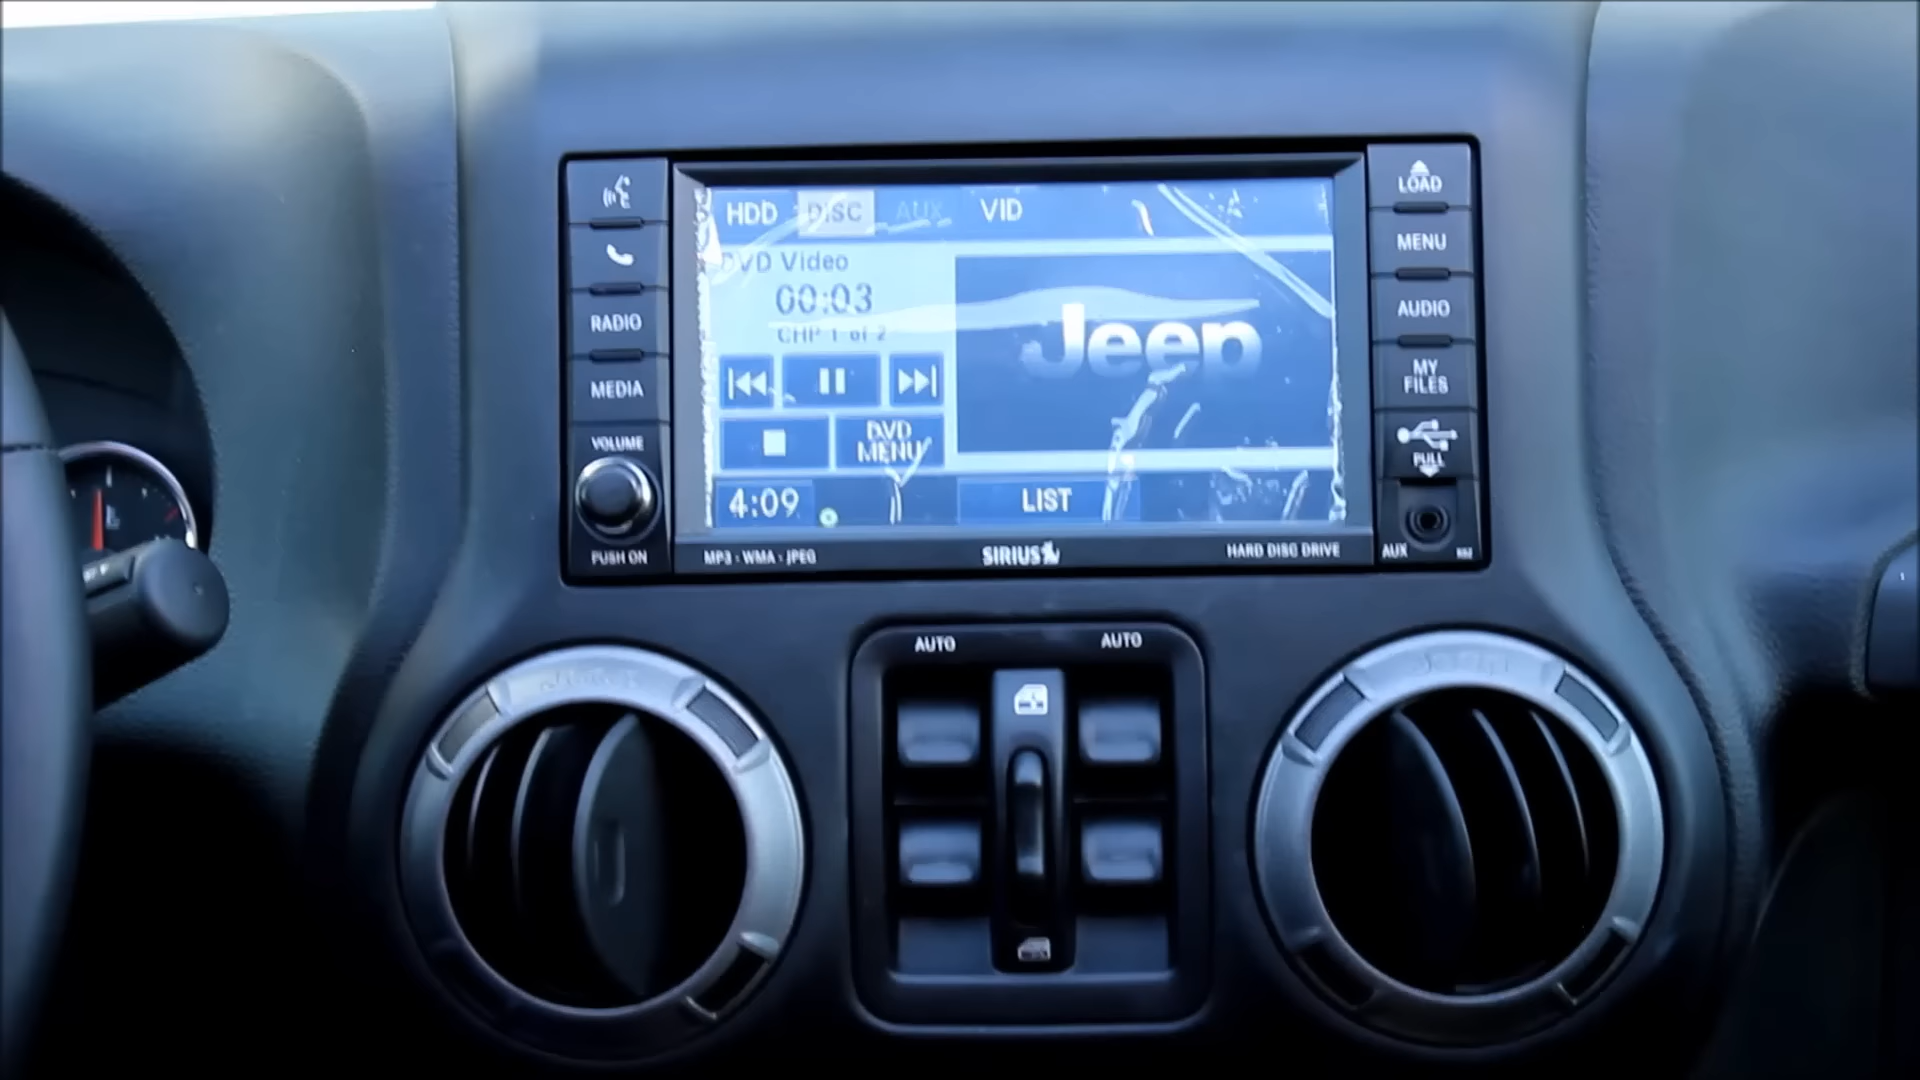 HDD DISC AUX VID
DVD Video
00:03
CHP 1 of 2
Jeep
DVD
MENU
4:09
LIST
RADIO
MEDIA
VOLUME
PUSH ON
MP3 - WMA - JPEG
SIRIUS
HARD DISC DRIVE
LOAD
MENU
AUDIO
MY
FILES
PULL
AUX
AUTO AUTO